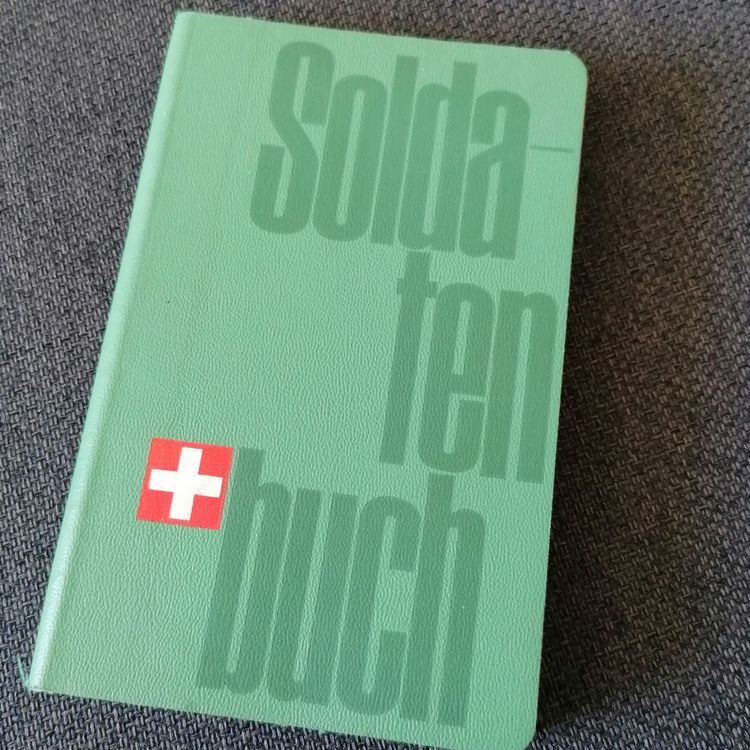 Solda-
ten
buch